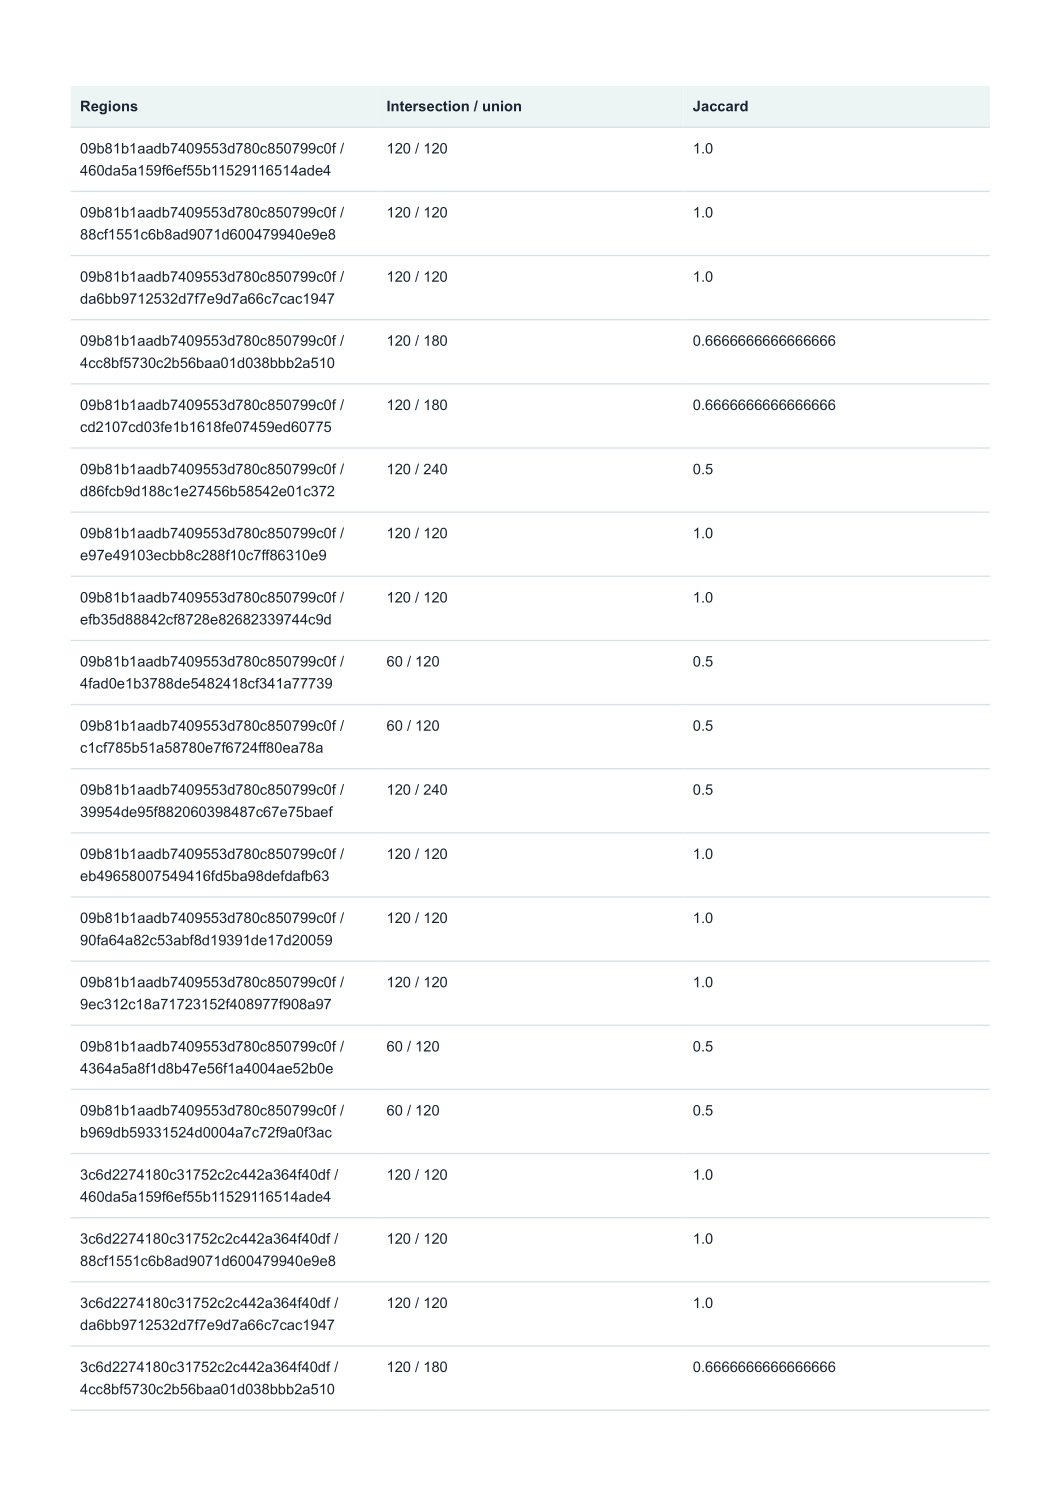 Regions Intersection / union Jaccard
09b81b1aadb7409553d780c850799c0f / 120 / 120 1.0
460da5a159f6ef55b11529116514ade4
09b81b1aadb7409553d780c850799c0f / 120 / 120 1.0
88cf1551c6b8ad9071d600479940e9e8
09b81b1aadb7409553d780c850799c0f / 120 / 120 1.0
da6bb9712532d7f7e9d7a66c7cac1947
09b81b1aadb7409553d780c850799c0f / 120 / 180 0.6666666666666666
4cc8bf5730c2b56baa01d038bbb2a510
09b81b1aadb7409553d780c850799c0f / 120 / 180 0.6666666666666666
cd2107cd03fe1b1618fe07459ed60775
09b81b1aadb7409553d780c850799c0f / 120 / 240 0.5
d86fcb9d188c1e27456b58542e01c372
09b81b1aadb7409553d780c850799c0f / 120 / 120 1.0
e97e49103ecbb8c288f10c7ff86310e9
09b81b1aadb7409553d780c850799c0f / 120 / 120 1.0
efb35d88842cf8728e82682339744c9d
09b81b1aadb7409553d780c850799c0f / 60 / 120 0.5
4fad0e1b3788de5482418cf341a77739
09b81b1aadb7409553d780c850799c0f / 60 / 120 0.5
c1cf785b51a58780e7f6724ff80ea78a
09b81b1aadb7409553d780c850799c0f / 120 / 240 0.5
39954de95f882060398487c67e75baef
09b81b1aadb7409553d780c850799c0f / 120 / 120 1.0
eb49658007549416fd5ba98defdafb63
09b81b1aadb7409553d780c850799c0f / 120 / 120 1.0
90fa64a82c53abf8d19391de17d20059
09b81b1aadb7409553d780c850799c0f / 120 / 120 1.0
9ec312c18a71723152f408977f908a97
09b81b1aadb7409553d780c850799c0f / 60 / 120 0.5
4364a5a8f1d8b47e56f1a4004ae52b0e
09b81b1aadb7409553d780c850799c0f / 60 / 120 0.5
b969db59331524d0004a7c72f9a0f3ac
3c6d2274180c31752c2c442a364f40df / 120 / 120 1.0
460da5a159f6ef55b11529116514ade4
3c6d2274180c31752c2c442a364f40df / 120 / 120 1.0
88cf1551c6b8ad9071d600479940e9e8
3c6d2274180c31752c2c442a364f40df / 120 / 120 1.0
da6bb9712532d7f7e9d7a66c7cac1947
3c6d2274180c31752c2c442a364f40df / 120 / 180 0.6666666666666666
4cc8bf5730c2b56baa01d038bbb2a510